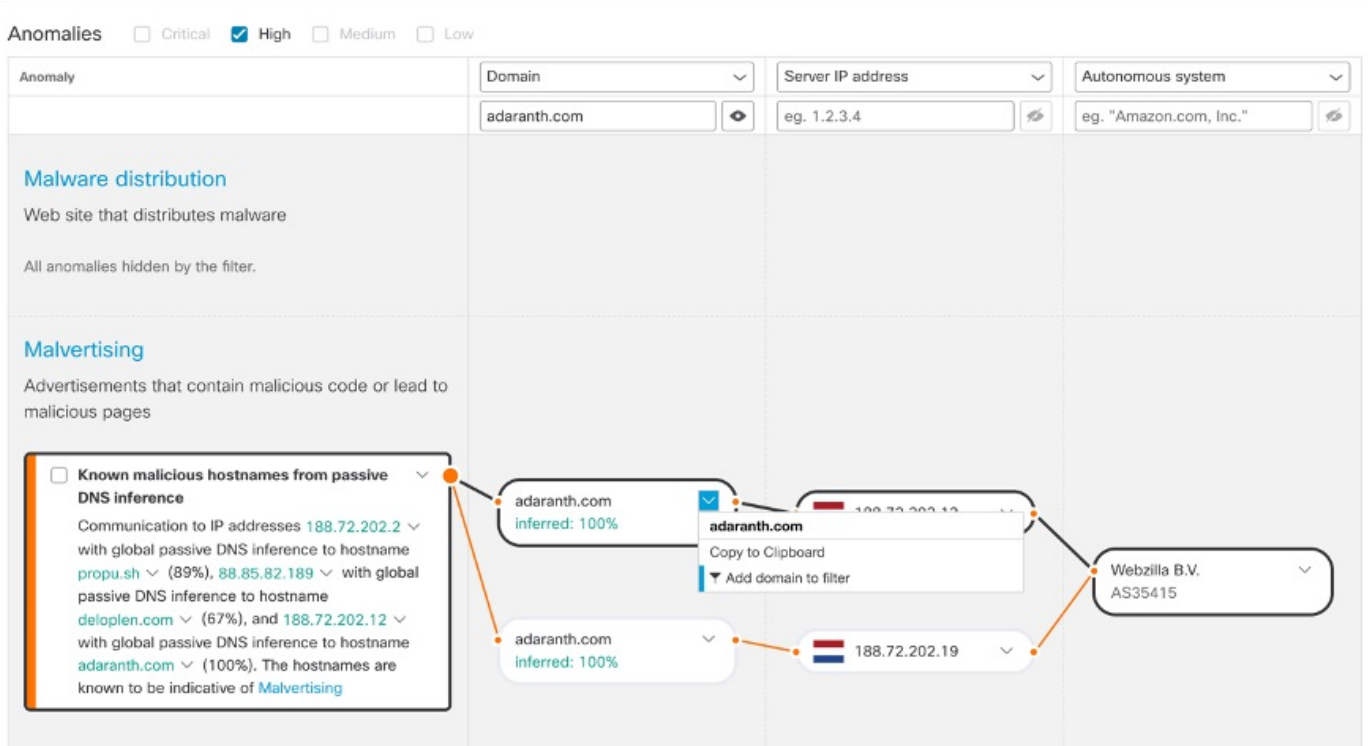 Anomalies Critical High Medium Low
Anomaly Domain Server IP address Autonomous system
adaranth.com eg. 1.2.3.4 eg. "Amazon.com, Inc."
Malware distribution
Web site that distributes malware
All anomalies hidden by the filter.
Malvertising
Advertisements that contain malicious code or lead to
malicious pages
Known malicious hostnames from passive
DNS inference
Communication to IP addresses 188.72.202.2
with global passive DNS inference to hostname
propu.sh (89%), 88.85.82.189 with global
passive DNS inference to hostname
deloplen.com (67%), and 188.72.202.12
with global passive DNS inference to hostname
adaranth.com (100%). The hostnames are
known to be indicative of Malvertising
adaranth.com
inferred: 100%
adaranth.com
Copy to Clipboard
Add domain to filter
Webzilla B.V.
AS35415
adaranth.com
inferred: 100%
188.72.202.19